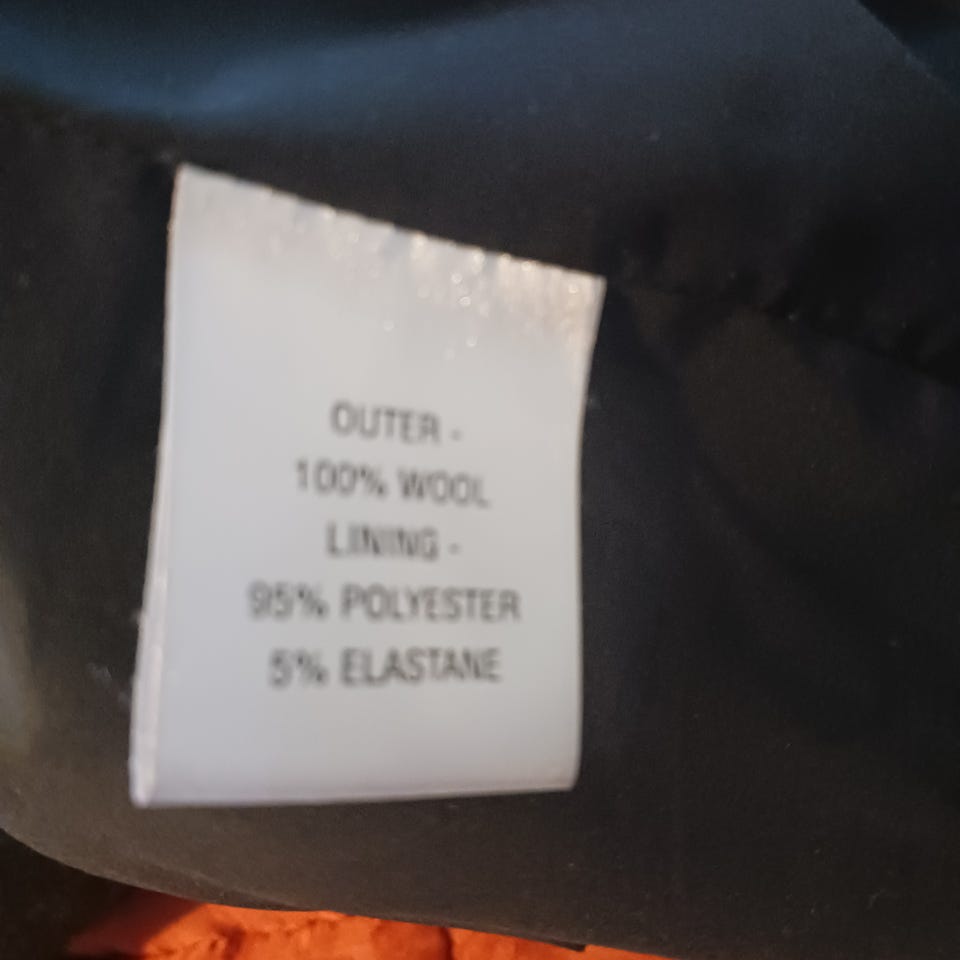 OUTER -
100% WOOL
LINING -
95% POLYESTER
5% ELASTANE